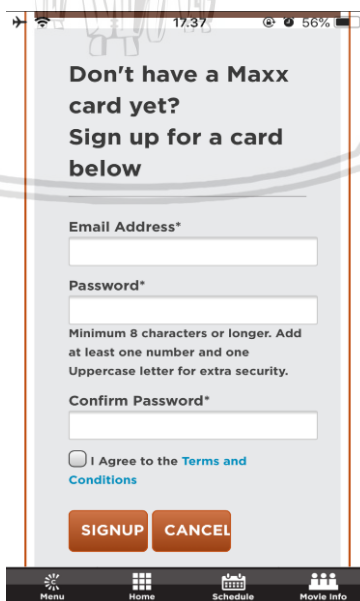 17.37 56%
Don't have a Maxx
card yet?
Sign up for a card
below
Email Address*
Password*
Minimum 8 characters or longer. Add
at least one number and one
Uppercase letter for extra security.
Confirm Password*
I Agree to the Terms and
Conditions
SIGNUP CANCEL
Menu Home Schedule Movie Info